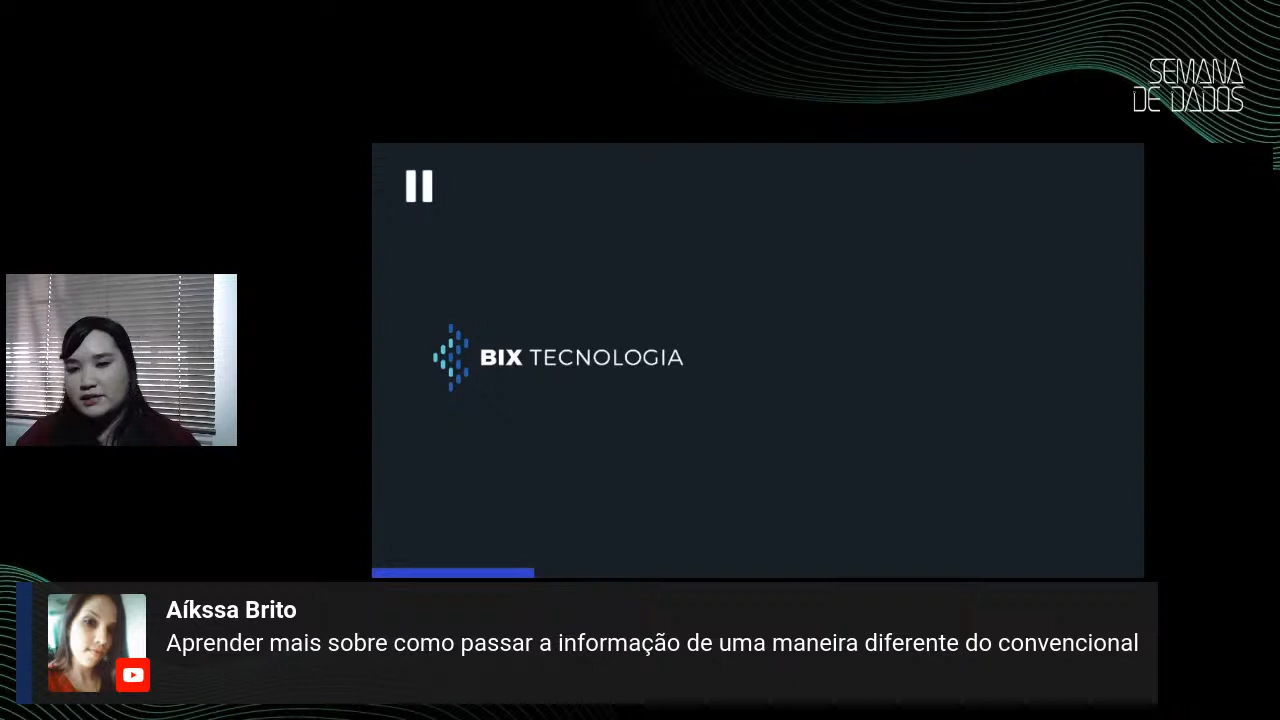 SEMANA
DE DADOS
BIX TECNOLOGIA
Aíkssa Brito
Aprender mais sobre como passar a informação de uma maneira diferente do convencional